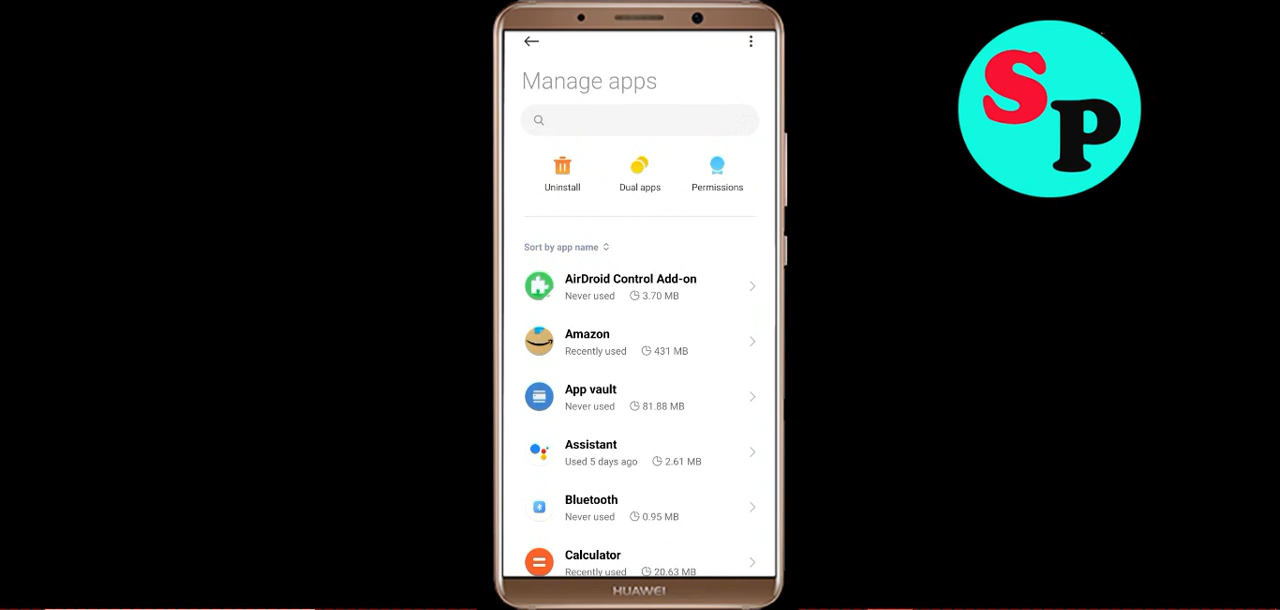 SP
Manage apps
Uninstall
Dual apps
Permissions
Sort by app name
AirDroid Control Add-on
Never used 3.70 MB
Amazon
Recently used 431 MB
App vault
Never used 81.88 MB
Assistant
Used 5 days ago 2.61 MB
Bluetooth
Never used 0.95 MB
Calculator
Recently used 20.63 MB
HUAWEI